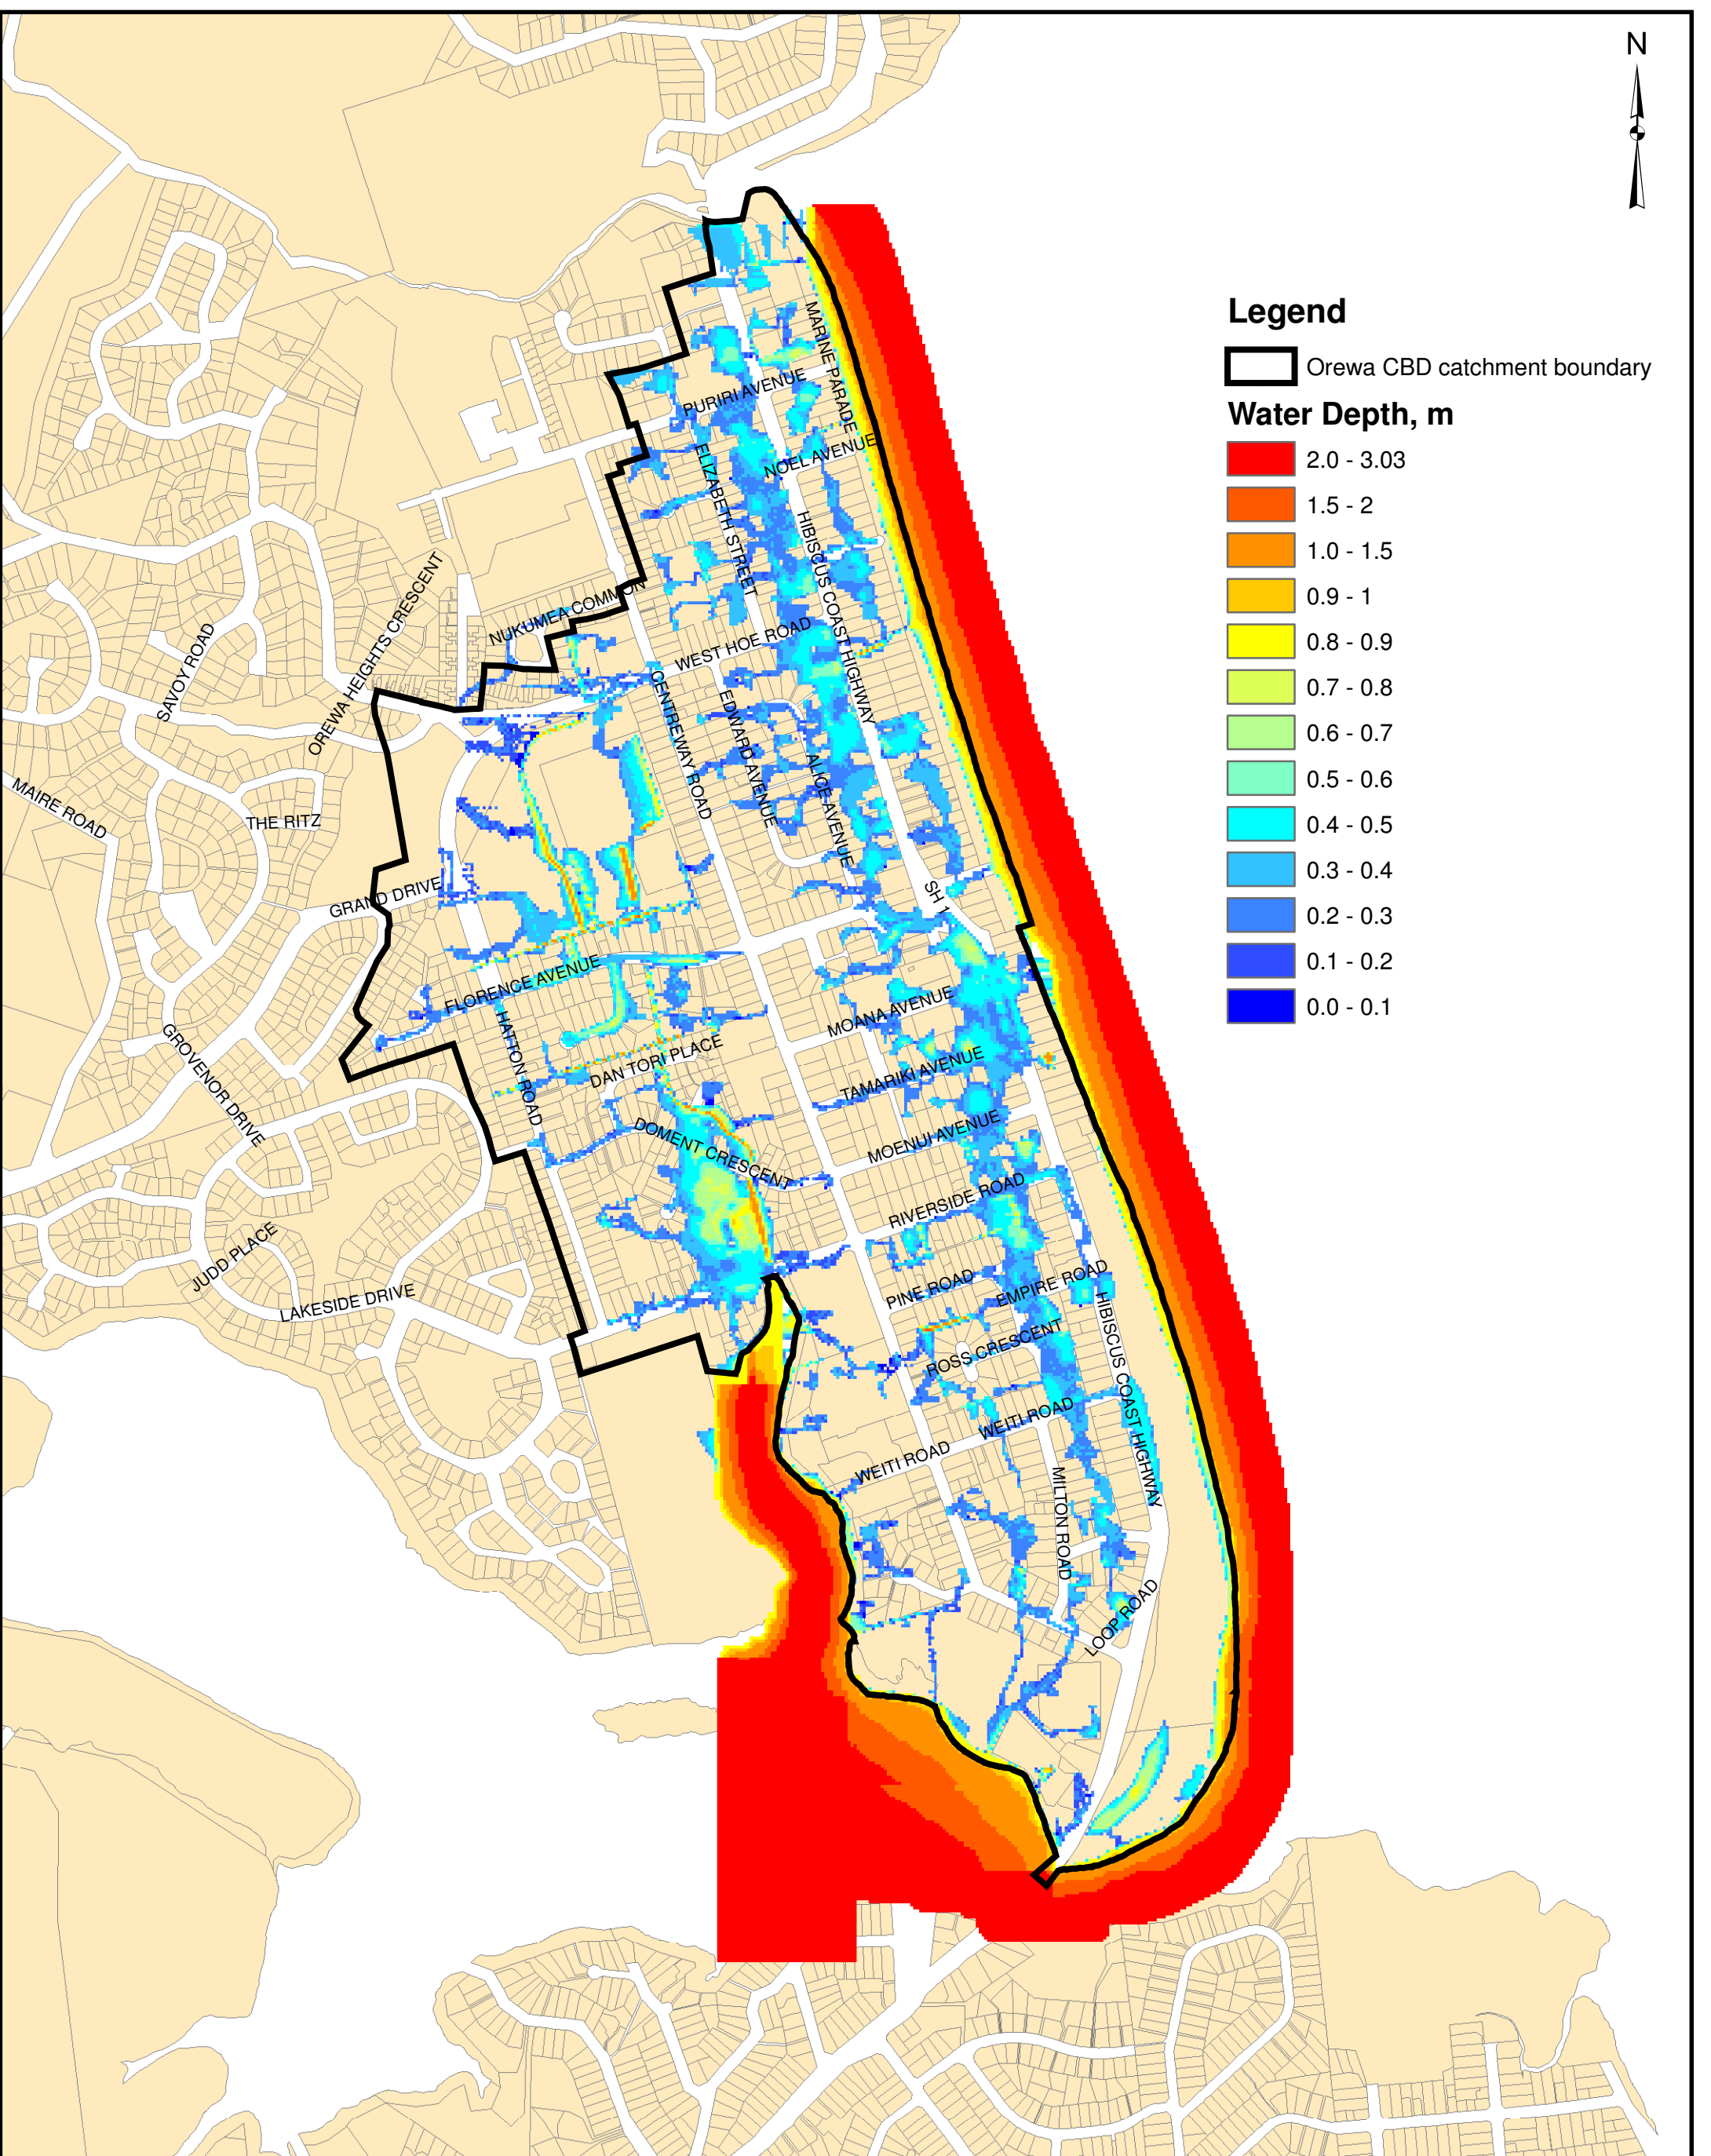 N
Legend
Orewa CBD catchment boundary
Water Depth, m
2.0 - 3.03
1.5 - 2
1.0 - 1.5
0.9 - 1
0.8 - 0.9
0.7 - 0.8
0.6 - 0.7
0.5 - 0.6
0.4 - 0.5
0.3 - 0.4
0.2 - 0.3
0.1 - 0.2
0.0 - 0.1
MARINE PARADE
PURIRI AVENUE
NOEL AVENUE
ELIZABETH STREET
HIBISCUS COAST HIGHWAY
NUKUMEA COMMON
OREWA HEIGHTS CRESCENT
SAVOY ROAD
WEST HOE ROAD
CENTREWAY ROAD
EDWARD AVENUE
ALICE AVENUE
MAIRE ROAD
THE RITZ
GRAND DRIVE
SH 1
FLORENCE AVENUE
HATTON ROAD
MOANA AVENUE
GROVENOR DRIVE
DAN TORI PLACE
TAMARIKI AVENUE
DOMENT CRESCENT
MOENUI AVENUE
RIVERSIDE ROAD
JUDD PLACE
LAKESIDE DRIVE
PINE ROAD
EMPIRE ROAD
ROSS CRESCENT
HIBISCUS COAST HIGHWAY
WEITI ROAD
WEITI ROAD
MILTON ROAD
LOOP ROAD